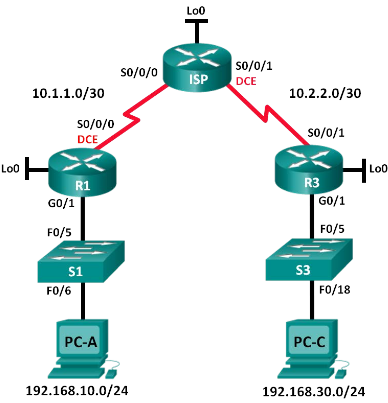 Lo0
S0/0/0
S0/0/1
DCE
ISP
10.1.1.0/30
10.2.2.0/30
S0/0/0
DCE
S0/0/1
Lo0
R1
R3
Lo0
G0/1
G0/1
F0/5
F0/5
S1
S3
F0/6
F0/18
PC-A
PC-C
192.168.10.0/24
192.168.30.0/24